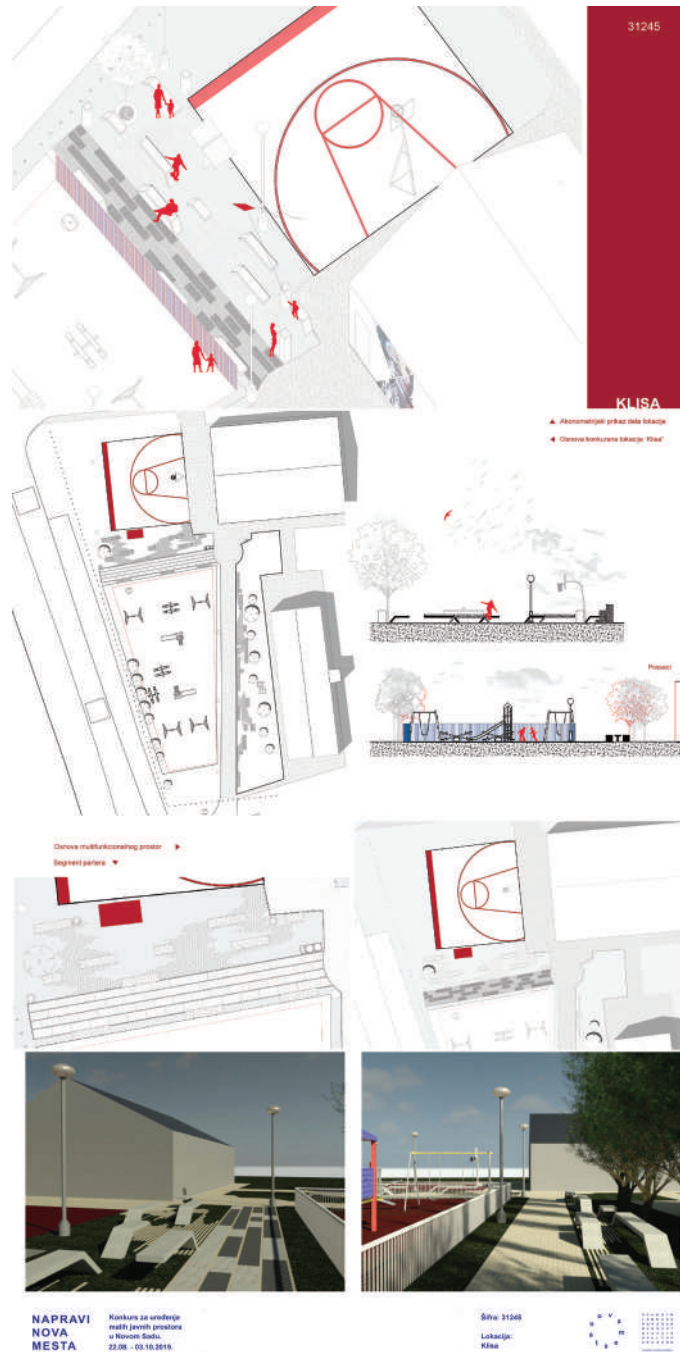 31245
KLISA
▲ Aksonometrijski prikaz dela lokacije
◄ Osnova konkursne lokacije 'Klisa'
Preseci
Osnova multifunkcionalnog prostor ►
Segment partera ▼
NAPRAVI
NOVA
MESTA
Konkurs za uređenje
malih javnih prostora
u Novom Sadu.
22.08. - 03.10.2019.
Šifra: 31245
Lokacija:
Klisa